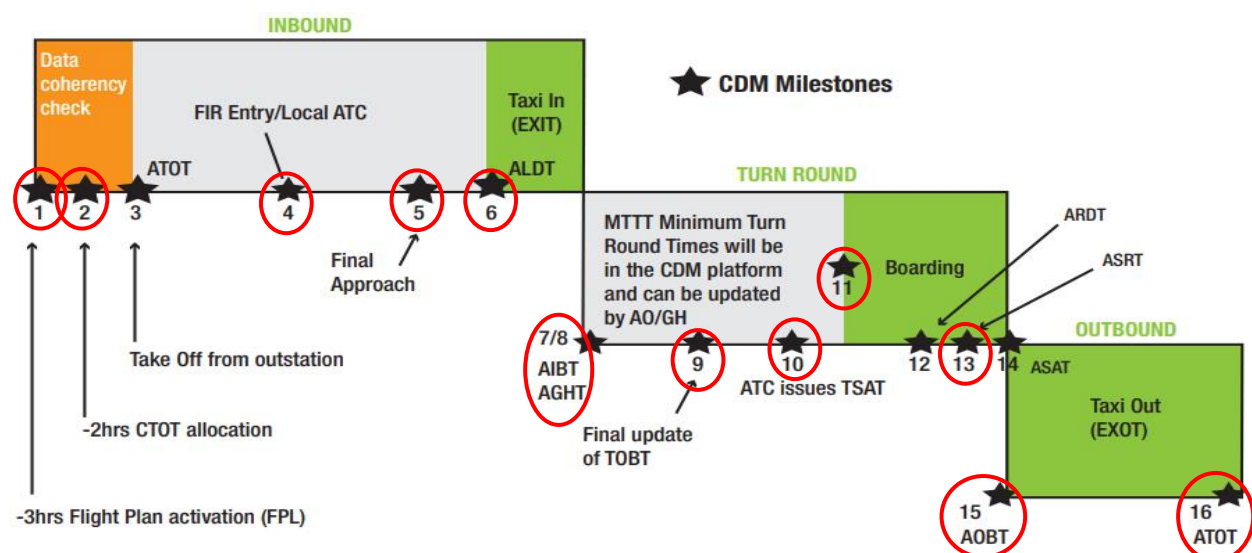 INBOUND
Data
coherency
check
FIR Entry/Local ATC
Taxi In
(EXIT)
CDM Milestones
ATOT
ALDT
1
2
3
4
5
6
Final
Approach
Take Off from outstation
-2hrs CTOT allocation
-3hrs Flight Plan activation (FPL)
TURN ROUND
MTTT Minimum Turn
Round Times will be
in the CDM platform
and can be updated
by AO/GH
11
Boarding
ARDT
ASRT
7/8
AIBT
AGHT
9
10
12
13
14
ATC issues TSAT
ASAT
Final update
of TOBT
OUTBOUND
Taxi Out
(EXOT)
15
AOBT
16
ATOT